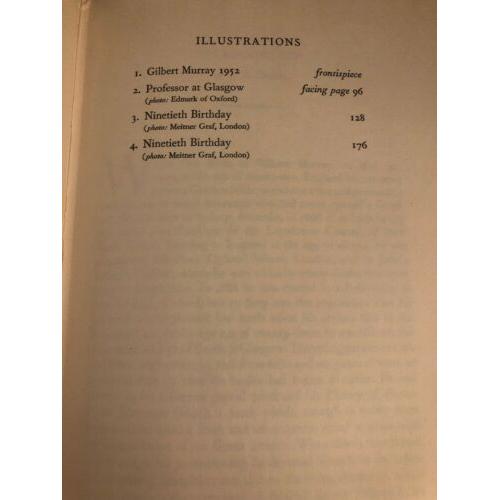 ILLUSTRATIONS
1. Gilbert Murray 1952 frontispiece
2. Professor at Glasgow facing page 96
(photo: Edmark of Oxford)
3. Ninetieth Birthday 128
(photo: Meitner Graf, London)
4. Ninetieth Birthday 176
(photo: Meitner Graf, London)